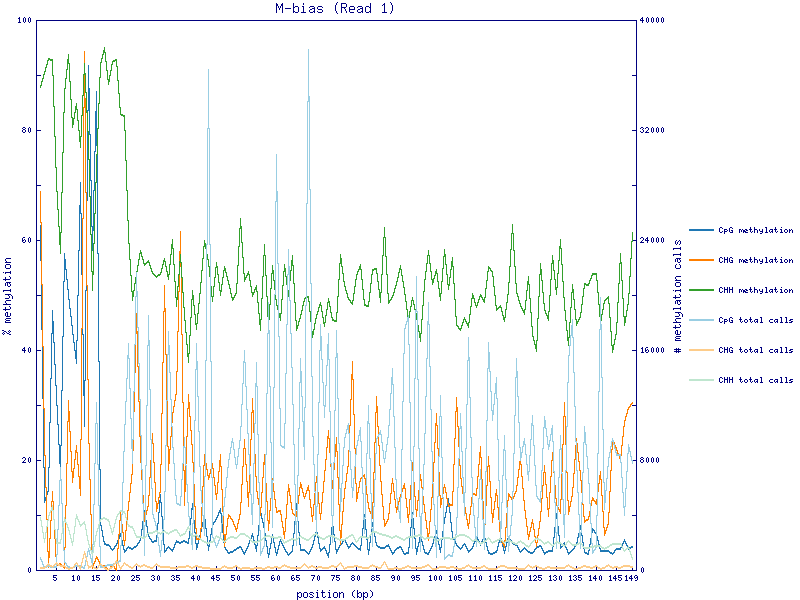 M-bias (Read 1)
100
80
60
40
20
0
% methylation
40000
32000
24000
16000
8000
0
# methylation calls
5 10 15 20 25 30 35 40 45 50 55 60 65 70 75 80 85 90 95 100 105 110 115 120 125 130 135 140 145 149
position (bp)
CpG methylation
CHG methylation
CHH methylation
CpG total calls
CHG total calls
CHH total calls